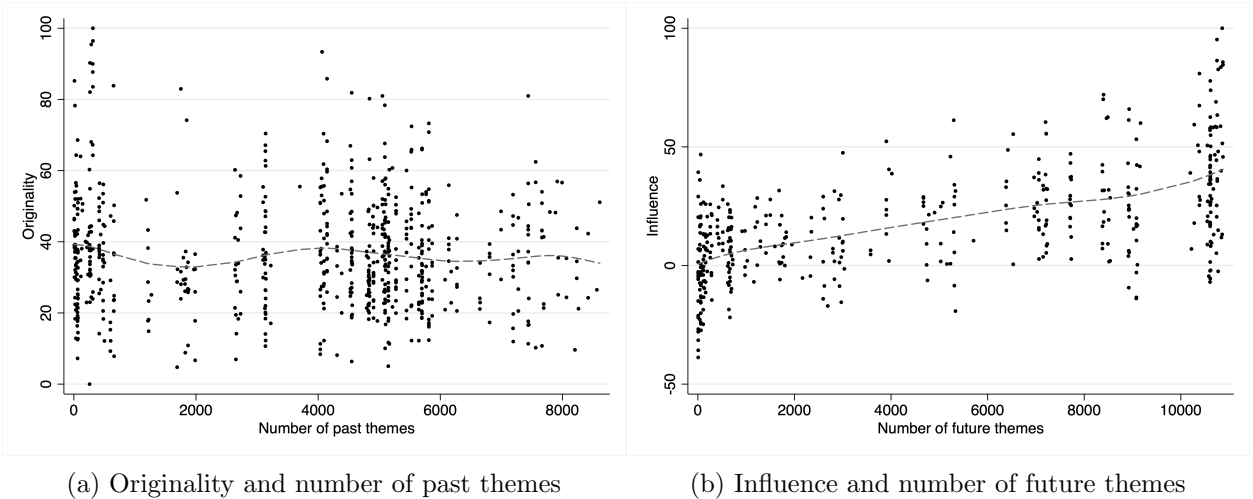 100
80
60
40
20
0
Originality
0 2000 4000 6000 8000
Number of past themes
(a) Originality and number of past themes
100
50
0
-50
Influence
0 2000 4000 6000 8000 10000
Number of future themes
(b) Influence and number of future themes